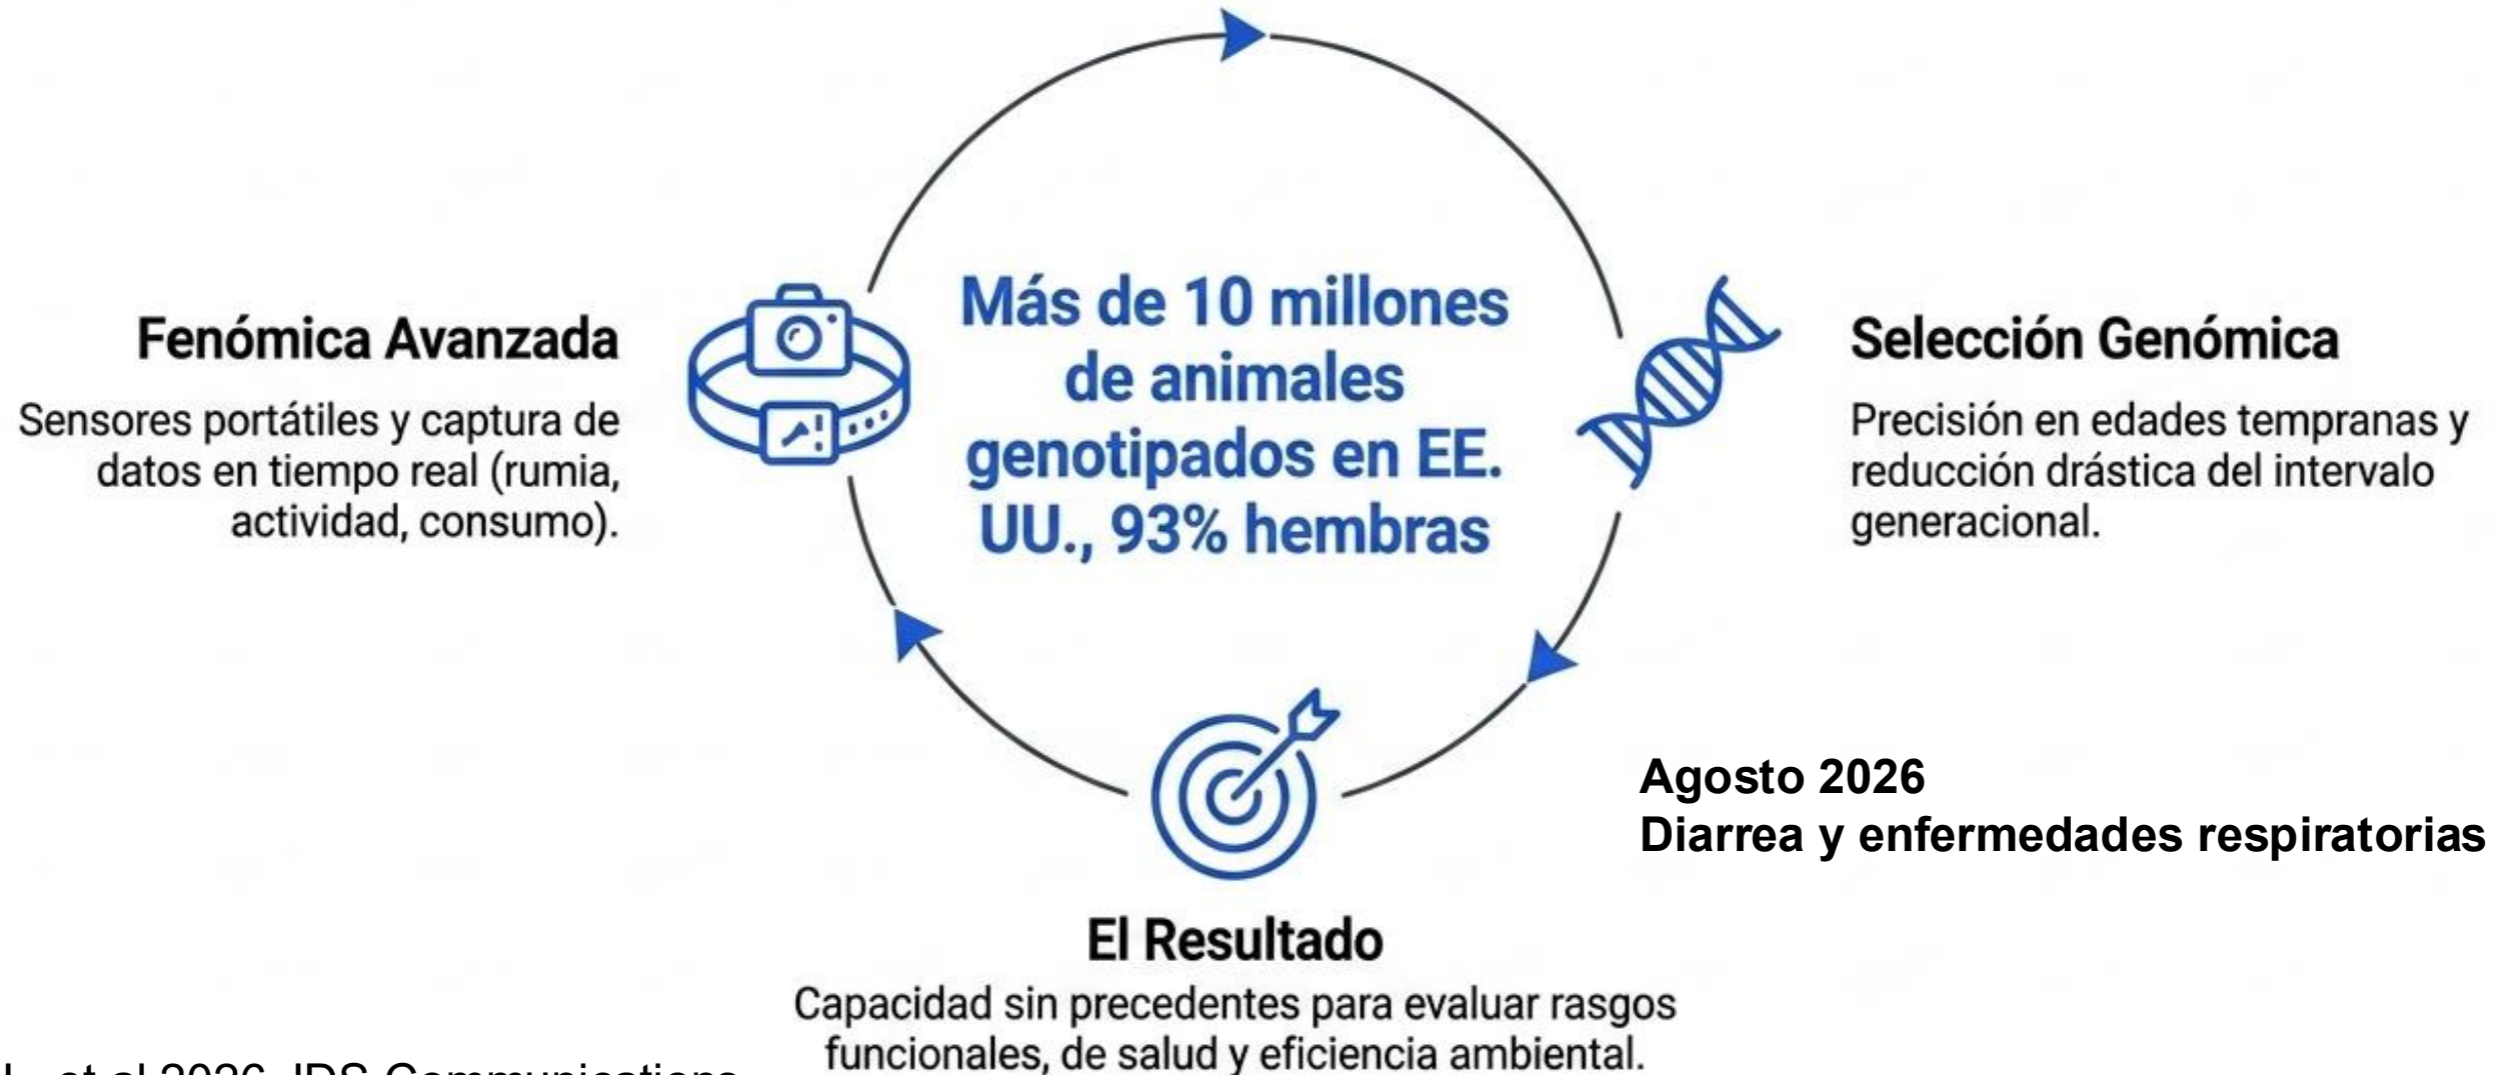 Más de 10 millones
de animales
genotipados en EE.
UU., 93% hembras
Fenómica Avanzada
Sensores portátiles y captura de
datos en tiempo real (rumia,
actividad, consumo).
Selección Genómica
Precisión en edades tempranas y
reducción drástica del intervalo
generacional.
Agosto 2026
Diarrea y enfermedades respiratorias
El Resultado
Capacidad sin precedentes para evaluar rasgos
funcionales, de salud y eficiencia ambiental.
et al 2026, JDS Communications